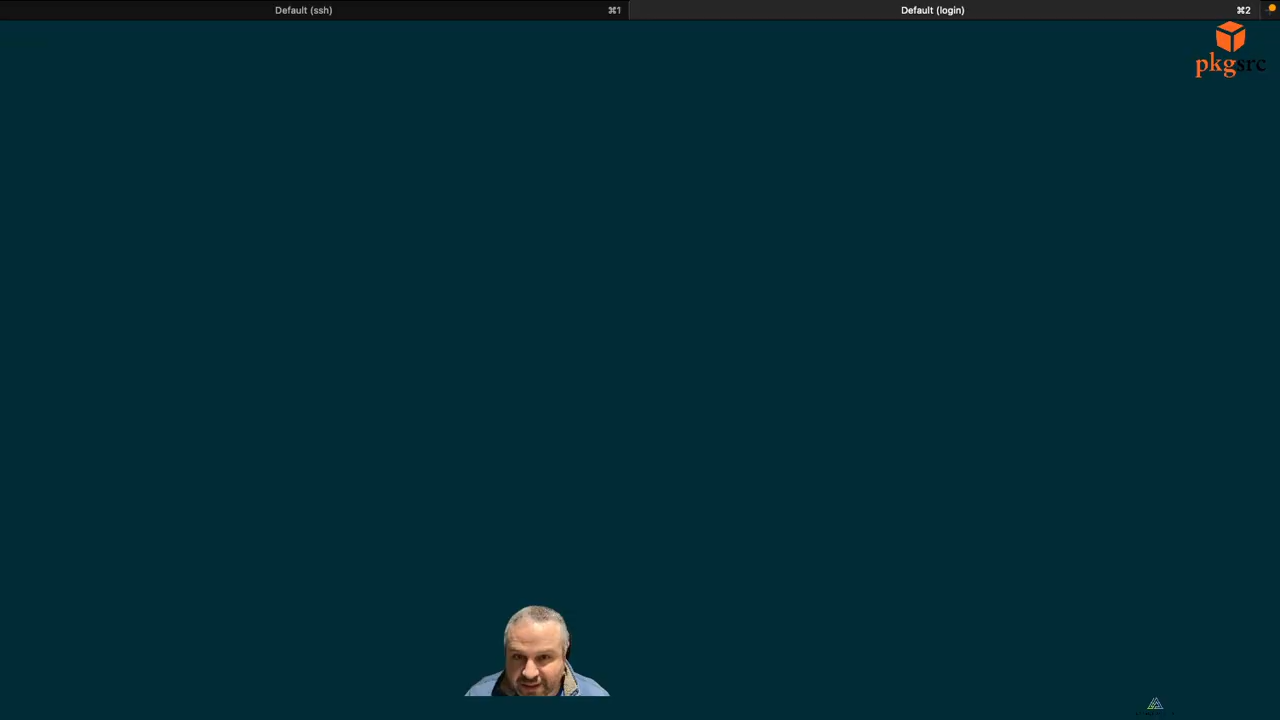 Default (ssh)
⌘1
Default (login)
⌘2
pkgsrc